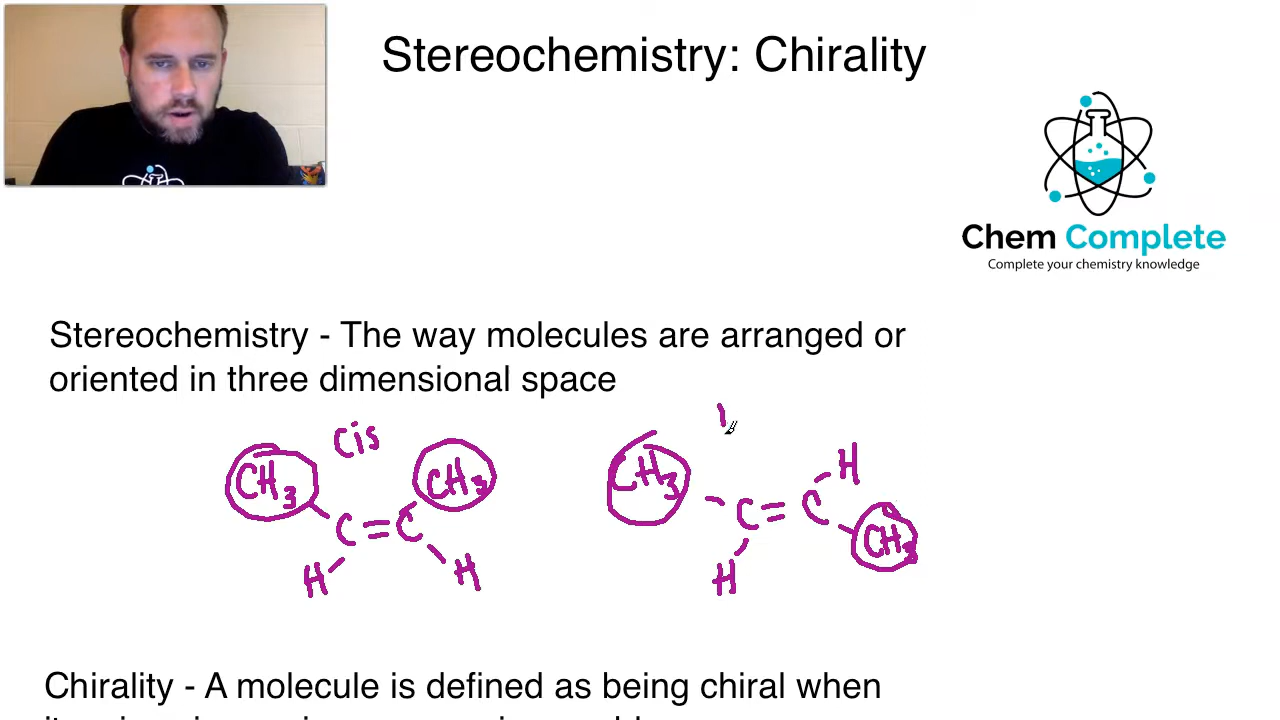 Stereochemistry: Chirality
Chem Complete
Complete your chemistry knowledge
Stereochemistry - The way molecules are arranged or
oriented in three dimensional space
Cis
CH3 CH3
C=C
H H
CH3 H
C=C
CH3
H
Chirality - A molecule is defined as being chiral when